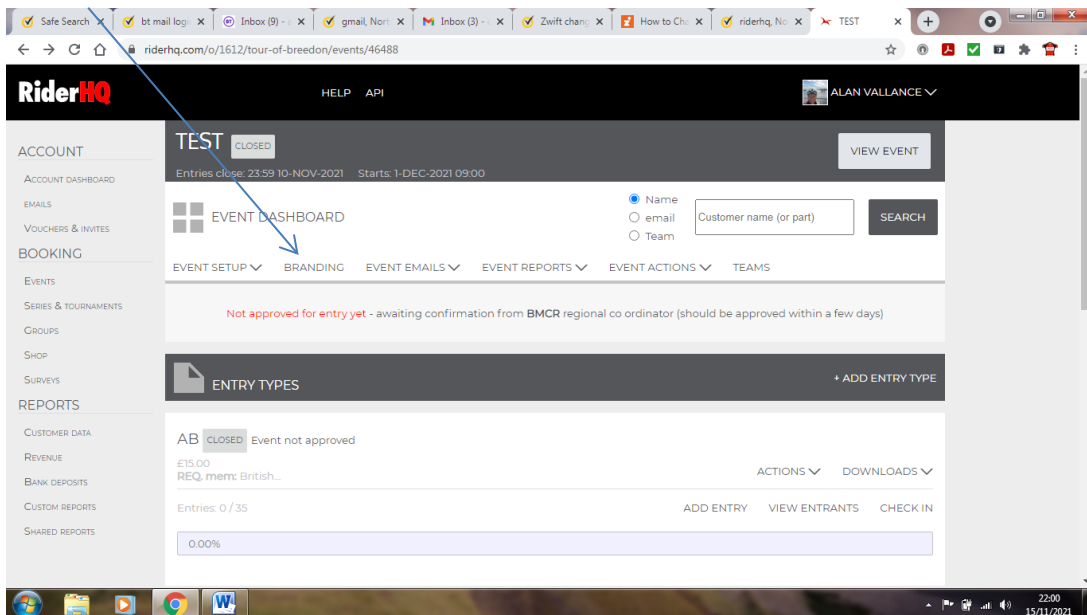 Safe Search
bt mail logi
Inbox (9) -
gmail, Nort
Inbox (3) -
Zwift chang
How to Cha
riderhq, No
TEST
riderhq.com/o/1612/tour-of-breedon/events/46488
RiderHQ
HELP API
ALAN VALLANCE
ACCOUNT
ACCOUNT DASHBOARD
EMAILS
VOUCHERS & INVITES
BOOKING
EVENTS
SERIES & TOURNAMENTS
GROUPS
SHOP
SURVEYS
REPORTS
CUSTOMER DATA
REVENUE
BANK DEPOSITS
CUSTOM REPORTS
SHARED REPORTS
TEST CLOSED
VIEW EVENT
Entries close: 23:59 10-NOV-2021 Starts: 1-DEC-2021 09:00
EVENT DASHBOARD
Name
email
Team
Customer name (or part)
SEARCH
EVENT SETUP BRANDING EVENT EMAILS EVENT REPORTS EVENT ACTIONS TEAMS
Not approved for entry yet - awaiting confirmation from BMCR regional co ordinator (should be approved within a few days)
ENTRY TYPES
+ ADD ENTRY TYPE
AB CLOSED Event not approved
£15.00
REQ. mem: British...
ACTIONS DOWNLOADS
Entries: 0 / 35
ADD ENTRY VIEW ENTRANTS CHECK IN
0.00%
22:00
15/11/2021